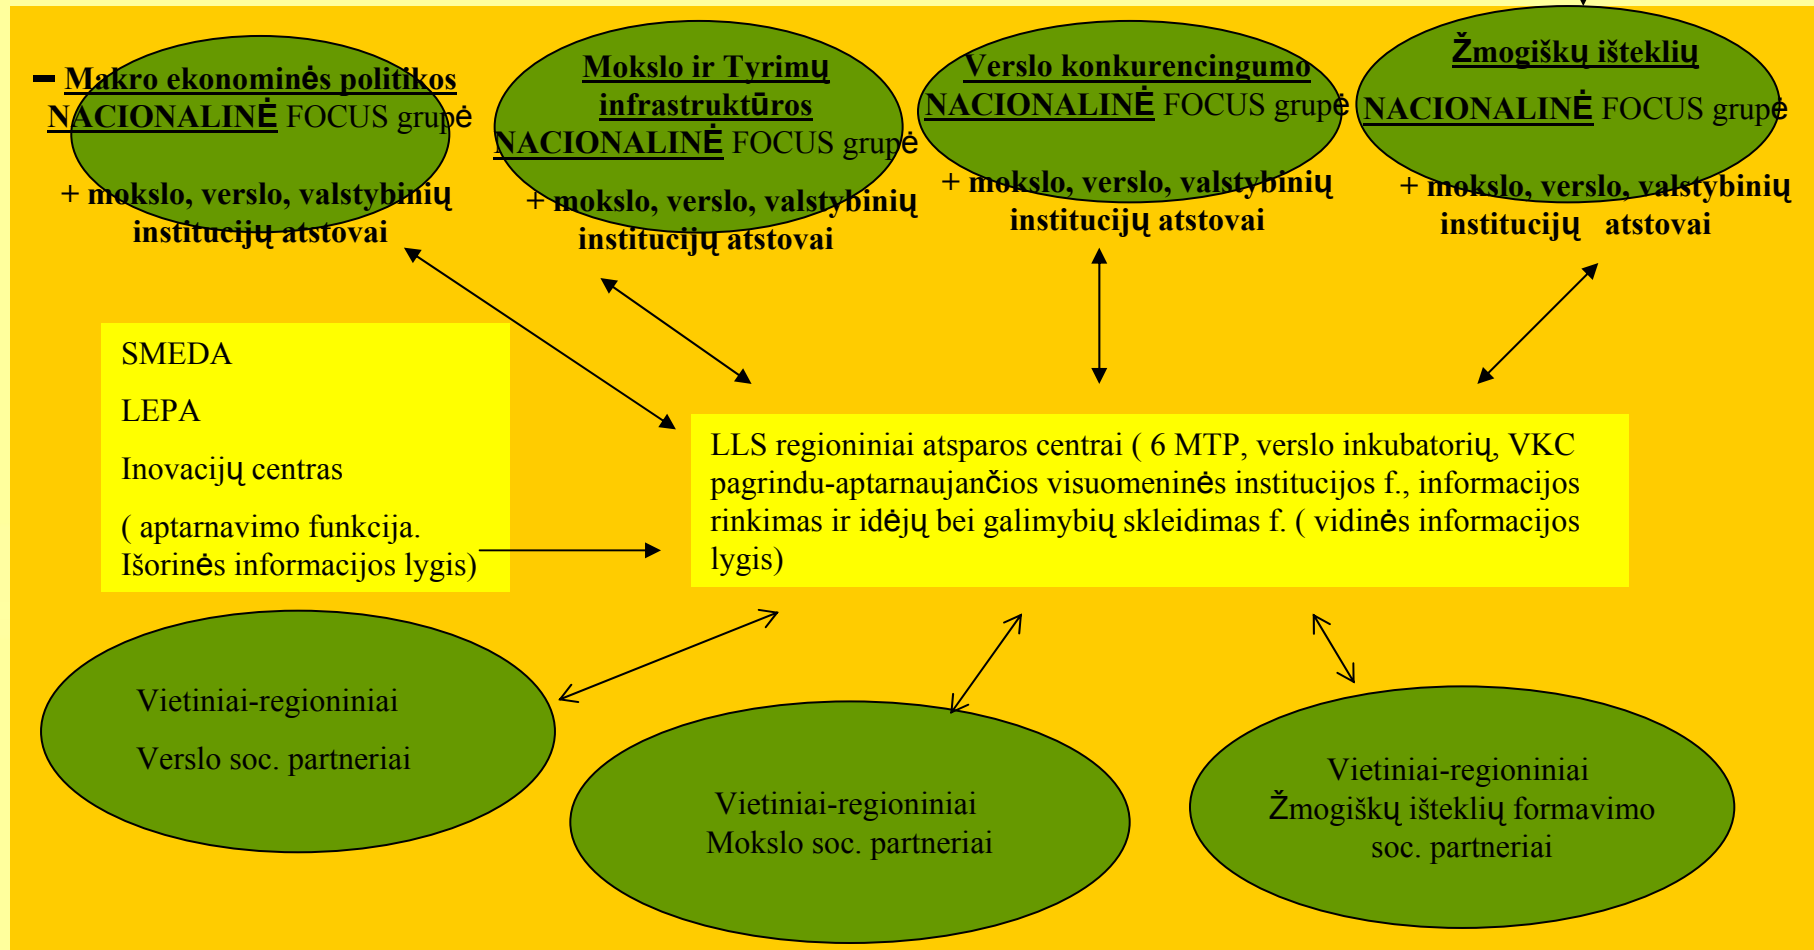 – Makro ekonominės politikos
NACIONALINĖ FOCUS grupė
+ mokslo, verslo, valstybinių
institucijų atstovai
Mokslo ir Tyrimų
infrastruktūros
NACIONALINĖ FOCUS grupė
+ mokslo, verslo, valstybinių
institucijų atstovai
Verslo konkurencingumo
NACIONALINĖ FOCUS grupė
+ mokslo, verslo, valstybinių
institucijų atstovai
Žmogiškų išteklių
NACIONALINĖ FOCUS grupė
+ mokslo, verslo, valstybinių
institucijų atstovai
SMEDA
LEPA
Inovacijų centras
( aptarnavimo funkcija.
Išorinės informacijos lygis)
LLS regioniniai atsparos centrai ( 6 MTP, verslo inkubatorių, VKC
pagrindu-aptarnaujančios visuomeninės institucijos f., informacijos
rinkimas ir idėjų bei galimybių skleidimas f. ( vidinės informacijos
lygis)
Vietiniai-regioniniai
Verslo soc. partneriai
Vietiniai-regioniniai
Mokslo soc. partneriai
Vietiniai-regioniniai
Žmogiškų išteklių formavimo
soc. partneriai